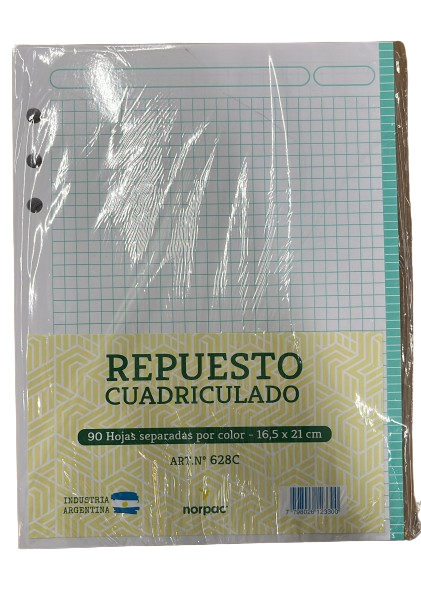 REPUESTO
CUADRICULADO
90 Hojas separadas por color - 16,5 x 21 cm
ART.N° 628C
INDUSTRIA
ARGENTINA
norpac